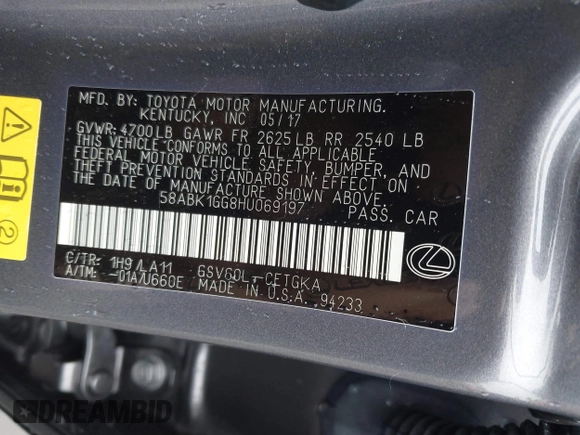 MFD. BY: TOYOTA MOTOR MANUFACTURING,
KENTUCKY, INC 05/17
GVWR: 4700LB GAWR FR 2625LB RR 2540 LB
THIS VEHICLE CONFORMS TO ALL APPLICABLE
FEDERAL MOTOR VEHICLE SAFETY, BUMPER, AND
THEFT PREVENTION STANDARDS IN EFFECT ON
THE DATE OF MANUFACTURE SHOWN ABOVE.
58ABK1GG8HU069197 PASS. CAR
C/TR: 1H9/LA11 GSV60L-CETGKA
A/TM: -01A/U660E MADE IN U.S.A. 94233
2
DREAMBID